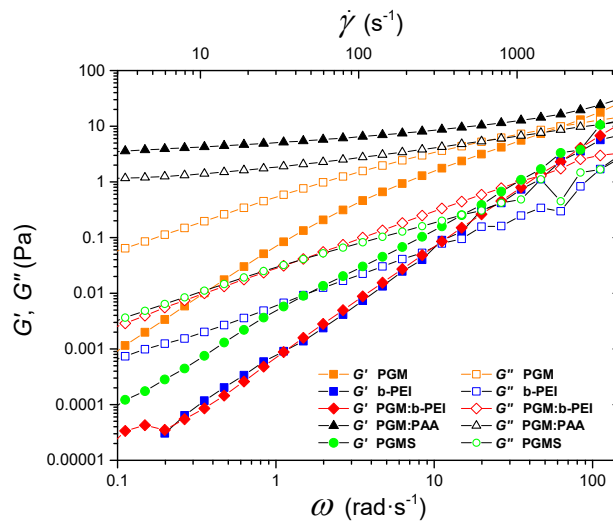 γ̇ (s⁻¹)
10 100 1000
100
10
1
0.1
0.01
0.001
0.0001
0.00001
G′, G″ (Pa)
G′ PGM G″ PGM
G′ b-PEI G″ b-PEI
G′ PGM:b-PEI G″ PGM:b-PEI
G′ PGM:PAA G″ PGM:PAA
G′ PGMS G″ PGMS
0.1 1 10 100
ω (rad·s⁻¹)